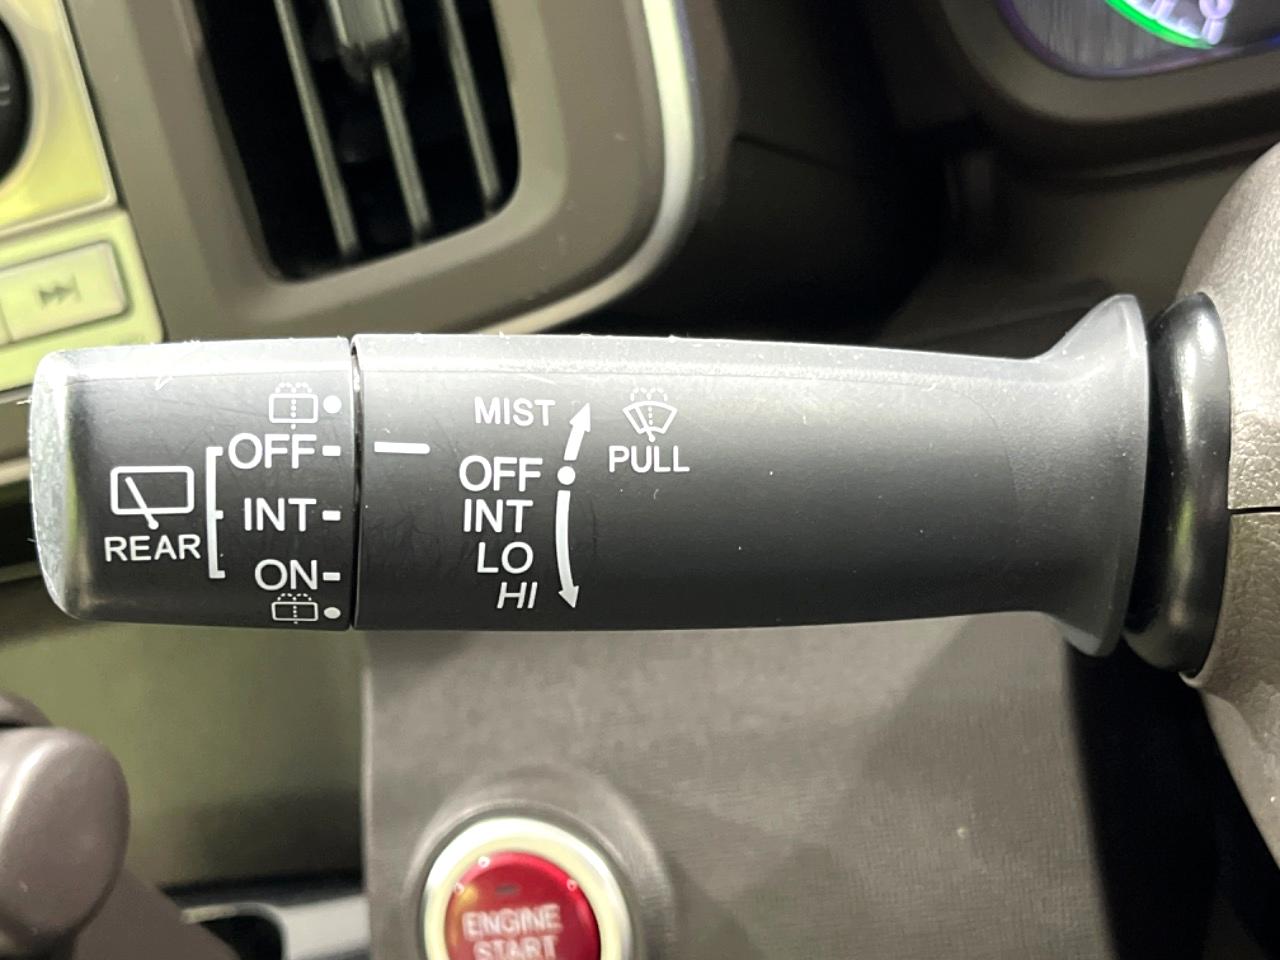 OFF
INT
ON
REAR
MIST
OFF
INT
LO
HI
PULL
ENGINE
START